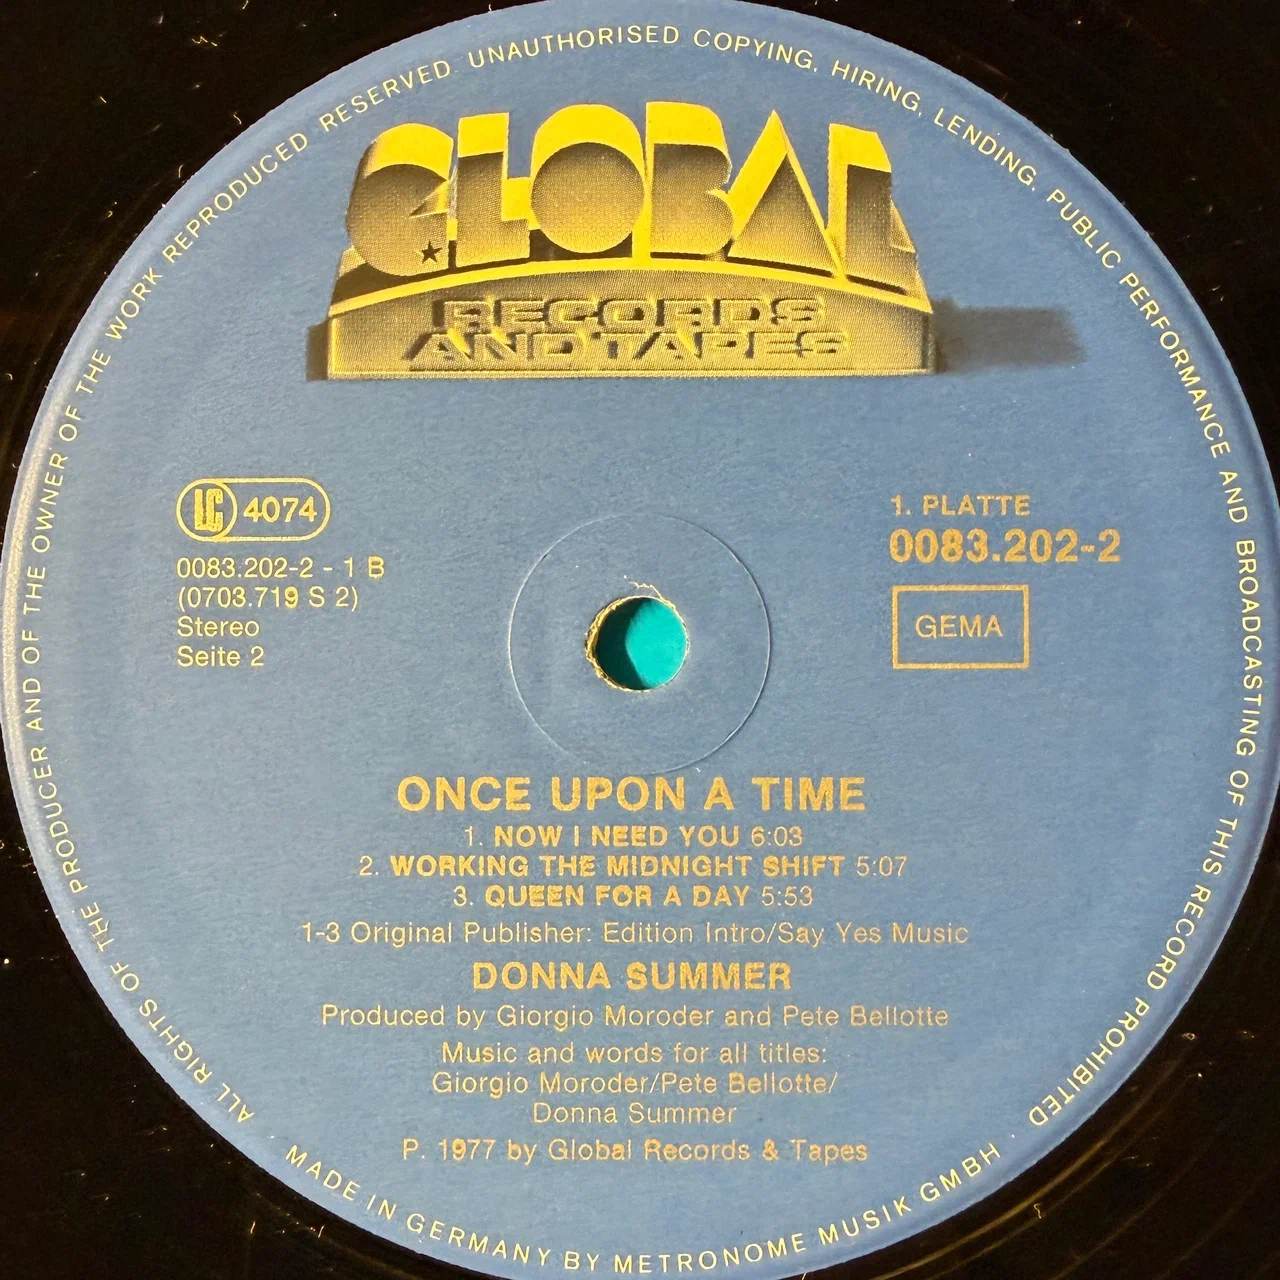 ALL RIGHTS OF THE PRODUCER AND OF THE OWNER OF THE WORK REPRODUCED RESERVED. UNAUTHORISED COPYING, HIRING, LENDING, PUBLIC PERFORMANCE AND BROADCASTING OF THIS RECORD PROHIBITED ·
GLOBAL
RECORDS
AND TAPES
LC 4074
0083.202-2 - 1 B
(0703.719 S 2)
Stereo
Seite 2
1. PLATTE
0083.202-2
GEMA
ONCE UPON A TIME
1. NOW I NEED YOU 6:03
2. WORKING THE MIDNIGHT SHIFT 5:07
3. QUEEN FOR A DAY 5:53
1-3 Original Publisher: Edition Intro/Say Yes Music
DONNA SUMMER
Produced by Giorgio Moroder and Pete Bellotte
Music and words for all titles:
Giorgio Moroder/Pete Bellotte/
Donna Summer
P. 1977 by Global Records & Tapes
MADE IN GERMANY BY METRONOME MUSIK GMBH